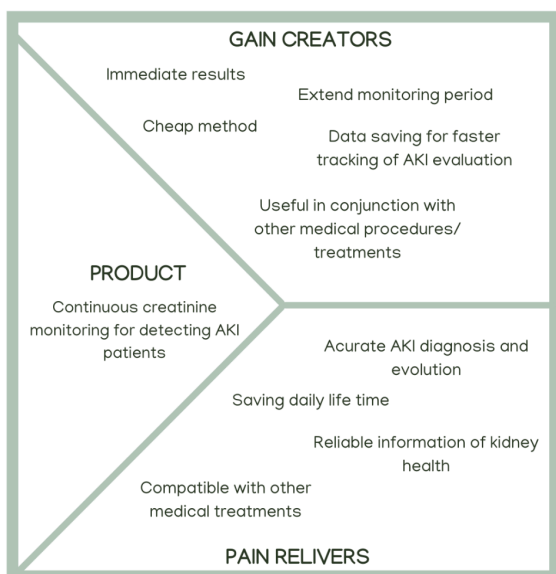 GAIN CREATORS
Immediate results
Extend monitoring period
Cheap method
Data saving for faster
tracking of AKI evaluation
Useful in conjunction with
other medical procedures/
treatments
PRODUCT
Continuous creatinine
monitoring for detecting AKI
patients
Acurate AKI diagnosis and
evolution
Saving daily life time
Reliable information of kidney
health
Compatible with other
medical treatments
PAIN RELIVERS